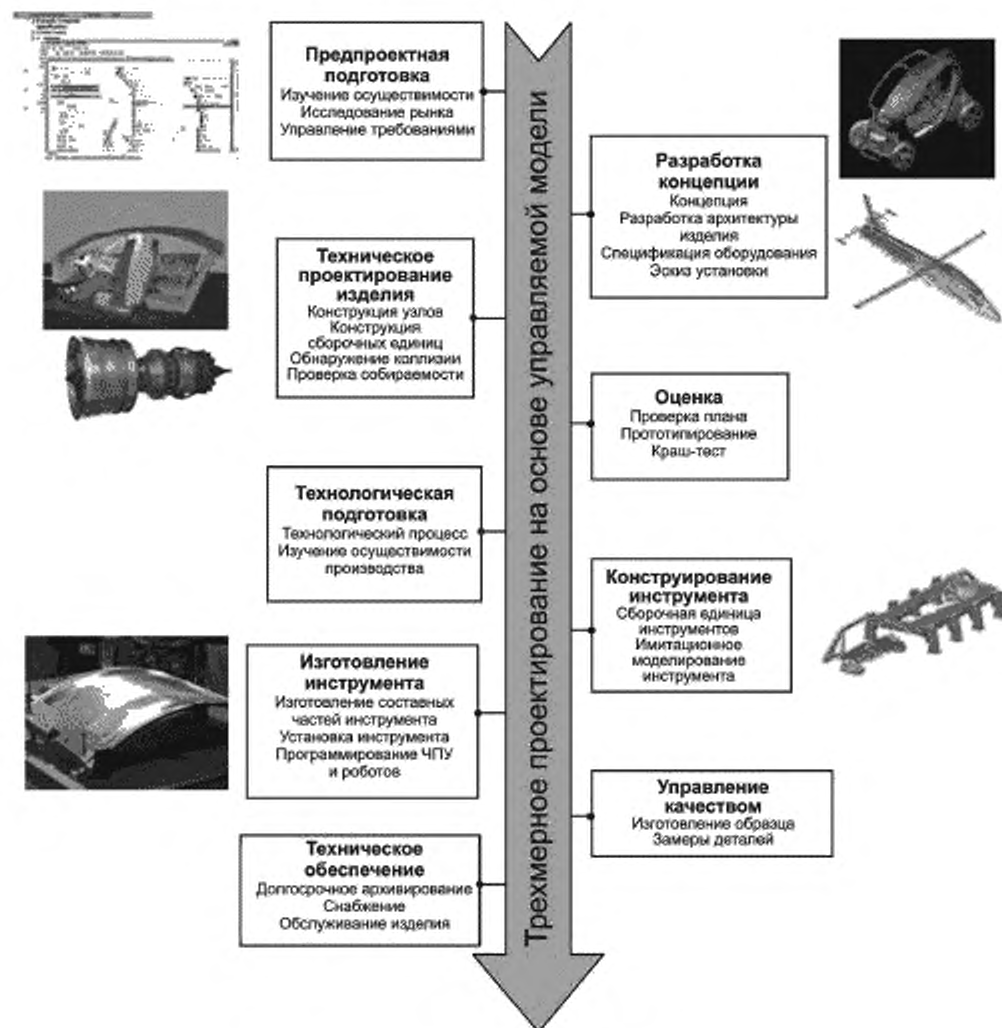 Предпроектная
подготовка
Изучение осуществимости
Исследование рынка
Управление требованиями
Разработка
концепции
Концепция
Разработка архитектуры
изделия
Спецификация оборудования
Эскиз установки
Техническое
проектирование
изделия
Конструкция узлов
Конструкция
сборочных единиц
Обнаружение коллизии
Проверка собираемости
Оценка
Проверка плана
Прототипирование
Краш-тест
Технологическая
подготовка
Технологический процесс
Изучение осуществимости
производства
Конструирование
инструмента
Сборочная единица
инструментов
Имитационное
моделирование
инструмента
Изготовление
инструмента
Изготовление составных
частей инструмента
Установка инструмента
Программирование ЧПУ
и роботов
Управление
качеством
Изготовление образца
Замеры деталей
Техническое
обеспечение
Долгосрочное архивирование
Снабжение
Обслуживание изделия
Трехмерное проектирование на основе управляемой модели